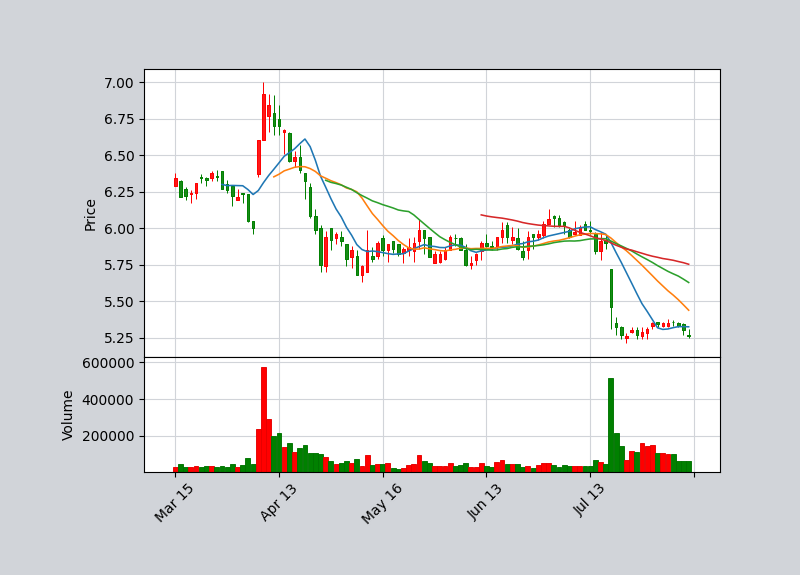 7.00
6.75
6.50
6.25
6.00
5.75
5.50
5.25
Price
600000
400000
200000
Volume
Mar 15
Apr 13
May 16
Jun 13
Jul 13